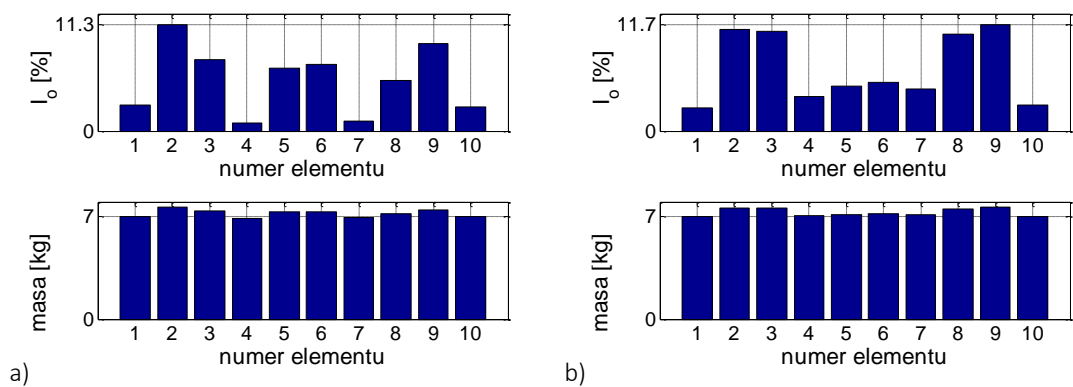 11.3
I_o [%]
0
1 2 3 4 5 6 7 8 9 10
numer elementu
7
masa [kg]
0
1 2 3 4 5 6 7 8 9 10
numer elementu
a)
11.7
I_o [%]
0
1 2 3 4 5 6 7 8 9 10
numer elementu
7
masa [kg]
0
1 2 3 4 5 6 7 8 9 10
numer elementu
b)